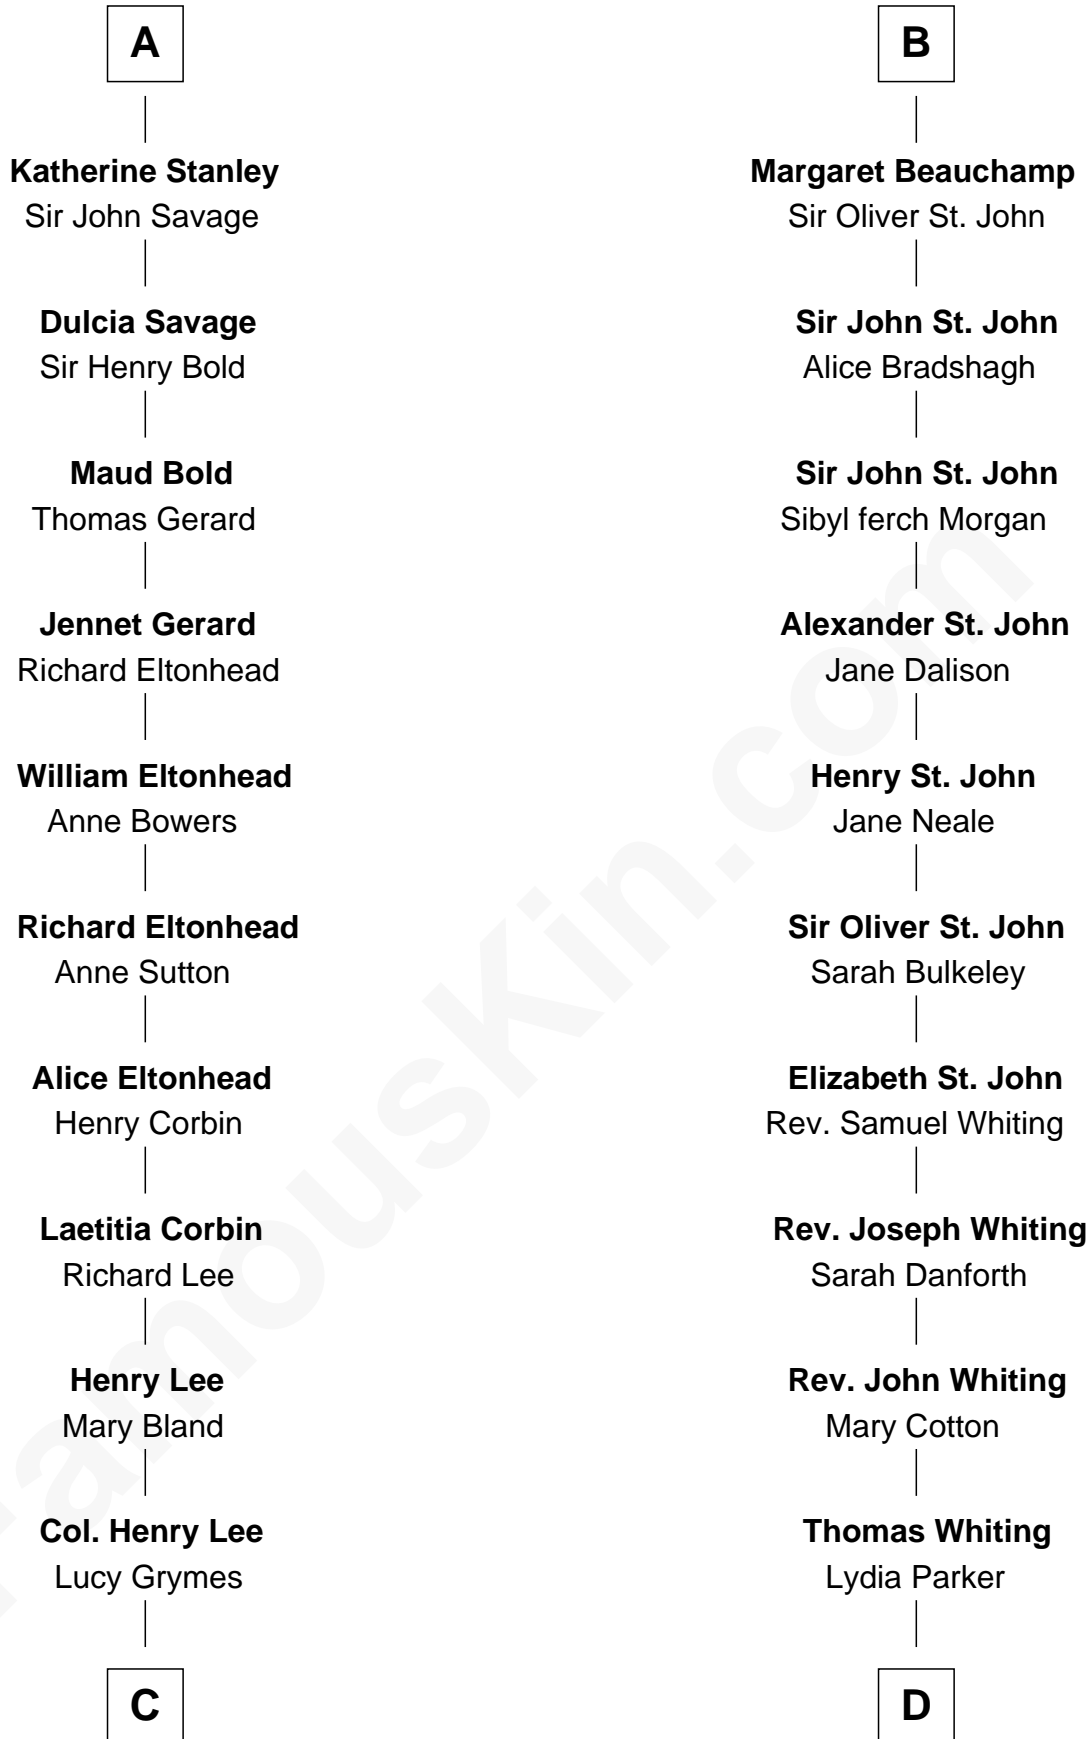 A
Katherine Stanley
Sir John Savage
Dulcia Savage
Sir Henry Bold
Maud Bold
Thomas Gerard
Jennet Gerard
Richard Eltonhead
William Eltonhead
Anne Bowers
Richard Eltonhead
Anne Sutton
Alice Eltonhead
Henry Corbin
Laetitia Corbin
Richard Lee
Henry Lee
Mary Bland
Col. Henry Lee
Lucy Grymes
C
B
Margaret Beauchamp
Sir Oliver St. John
Sir John St. John
Alice Bradshagh
Sir John St. John
Sibyl ferch Morgan
Alexander St. John
Jane Dalison
Henry St. John
Jane Neale
Sir Oliver St. John
Sarah Bulkeley
Elizabeth St. John
Rev. Samuel Whiting
Rev. Joseph Whiting
Sarah Danforth
Rev. John Whiting
Mary Cotton
Thomas Whiting
Lydia Parker
D
FamousKin.com